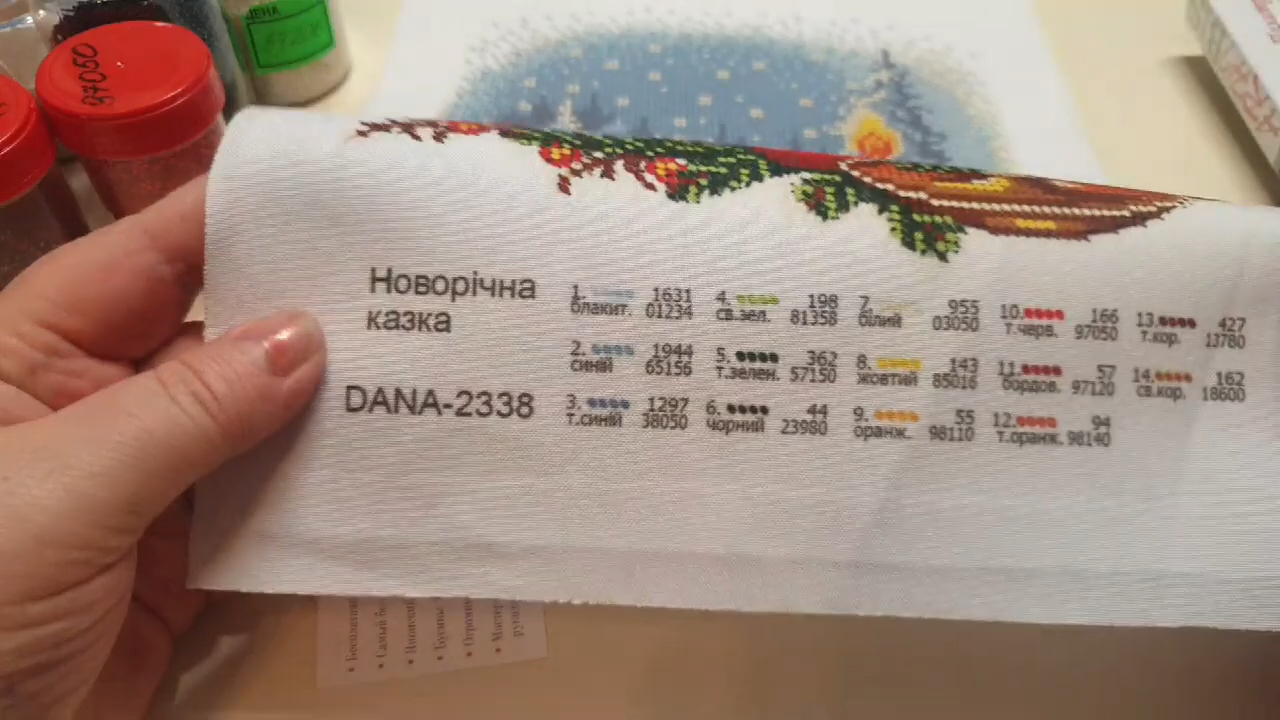 ЦЕНА
97050
Новорічна
казка
DANA-2338
1. 1631
блакит. 01234
2. 1944
синій 65156
3. 1297
т.синій 38050
4. 198
св.зел. 81358
5. 362
т.зелен. 57150
6. 44
чорний 23980
7. 955
білий 03050
8. 143
жовтий 85016
9. 55
оранж. 98110
10. 166
т.черв. 97050
11. 57
бордов. 97120
12. 94
т.оранж. 98140
13. 427
т.кор. 13780
14. 162
св.кор. 18600